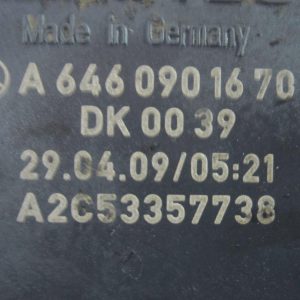 Made in Germany
A 646 090 16 70
DK 00 39
29.04.09/05:21
A2C53357738